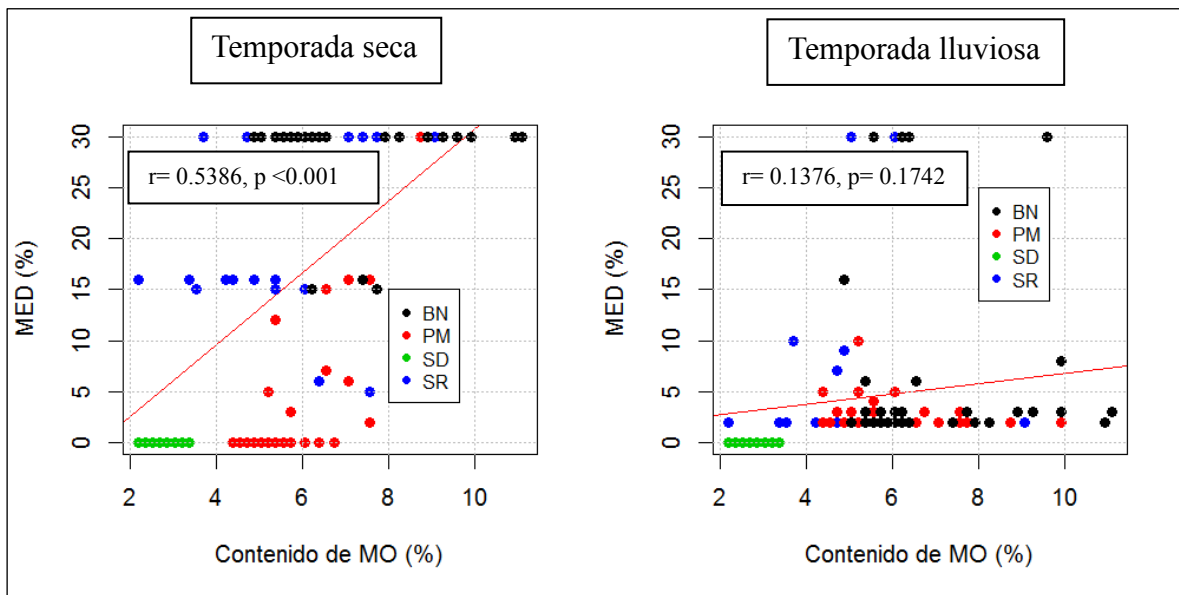 Temporada seca
30
25
20
15
10
5
0
MED (%)
r= 0.5386, p <0.001
BN
PM
SD
SR
2 4 6 8 10
Contenido de MO (%)
Temporada lluviosa
30
25
20
15
10
5
0
MED (%)
r= 0.1376, p= 0.1742
BN
PM
SD
SR
2 4 6 8 10
Contenido de MO (%)